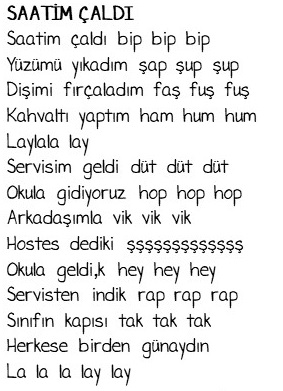 SAATİM ÇALDI
Saatim çaldı bip bip bip
Yüzümü yıkadım şap şup şup
Dişimi fırçaladım faş fuş fuş
Kahvaltı yaptım ham hum hum
Laylala lay
Servisim geldi düt düt düt
Okula gidiyoruz hop hop hop
Arkadaşımla vik vik vik
Hostes dediki şşşşşşşşşşşşş
Okula geldi,k hey hey hey
Servisten indik rap rap rap
Sınıfın kapısı tak tak tak
Herkese birden günaydın
La la la lay lay